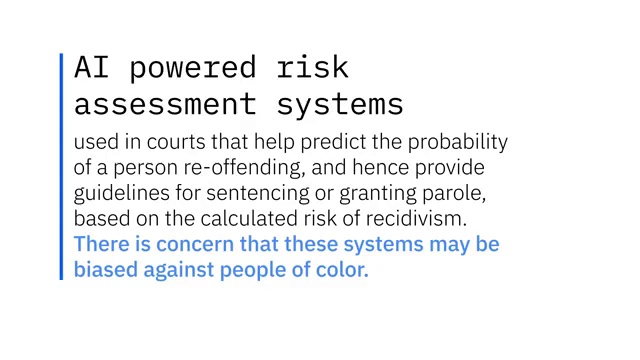 AI powered risk
assessment systems
used in courts that help predict the probability
of a person re-offending, and hence provide
guidelines for sentencing or granting parole,
based on the calculated risk of recidivism.
There is concern that these systems may be
biased against people of color.